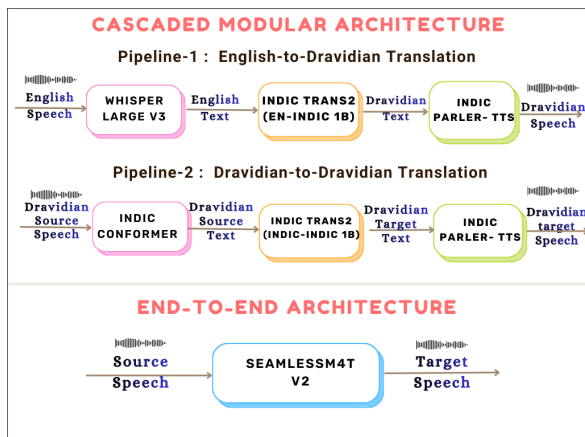 CASCADED MODULAR ARCHITECTURE
Pipeline-1 : English-to-Dravidian Translation
English
Speech
WHISPER
LARGE V3
English
Text
INDIC TRANS2
(EN-INDIC 1B)
Dravidian
Text
INDIC
PARLER- TTS
Dravidian
Speech
Pipeline-2 : Dravidian-to-Dravidian Translation
Dravidian
Source
Speech
INDIC
CONFORMER
Dravidian
Source
Text
INDIC TRANS2
(INDIC-INDIC 1B)
Dravidian
Target
Text
INDIC
PARLER- TTS
Dravidian
target
Speech
END-TO-END ARCHITECTURE
Source
Speech
SEAMLESSM4T
V2
Target
Speech